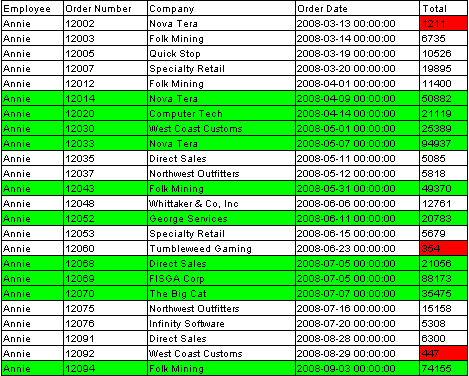 Employee Order Number Company Order Date Total
Annie 12002 Nova Tera 2008-03-13 00:00:00 1211
Annie 12003 Folk Mining 2008-03-14 00:00:00 6735
Annie 12005 Quick Stop 2008-03-19 00:00:00 10526
Annie 12007 Specialty Retail 2008-03-20 00:00:00 19895
Annie 12012 Folk Mining 2008-04-01 00:00:00 11400
Annie 12014 Nova Tera 2008-04-09 00:00:00 50882
Annie 12020 Computer Tech 2008-04-14 00:00:00 21119
Annie 12030 West Coast Customs 2008-05-01 00:00:00 25389
Annie 12033 Nova Tera 2008-05-07 00:00:00 94937
Annie 12035 Direct Sales 2008-05-11 00:00:00 5085
Annie 12037 Northwest Outfitters 2008-05-12 00:00:00 5818
Annie 12043 Folk Mining 2008-05-31 00:00:00 49370
Annie 12048 Whittaker & Co, Inc 2008-06-06 00:00:00 12761
Annie 12052 George Services 2008-06-11 00:00:00 20783
Annie 12053 Specialty Retail 2008-06-15 00:00:00 5679
Annie 12060 Tumbleweed Gaming 2008-06-23 00:00:00 354
Annie 12068 Direct Sales 2008-07-05 00:00:00 21056
Annie 12069 FISGA Corp 2008-07-05 00:00:00 88173
Annie 12070 The Big Cat 2008-07-07 00:00:00 35475
Annie 12075 Northwest Outfitters 2008-07-16 00:00:00 15158
Annie 12076 Infinity Software 2008-07-20 00:00:00 5308
Annie 12091 Direct Sales 2008-08-28 00:00:00 6300
Annie 12092 West Coast Customs 2008-08-29 00:00:00 447
Annie 12094 Folk Mining 2008-09-03 00:00:00 74155